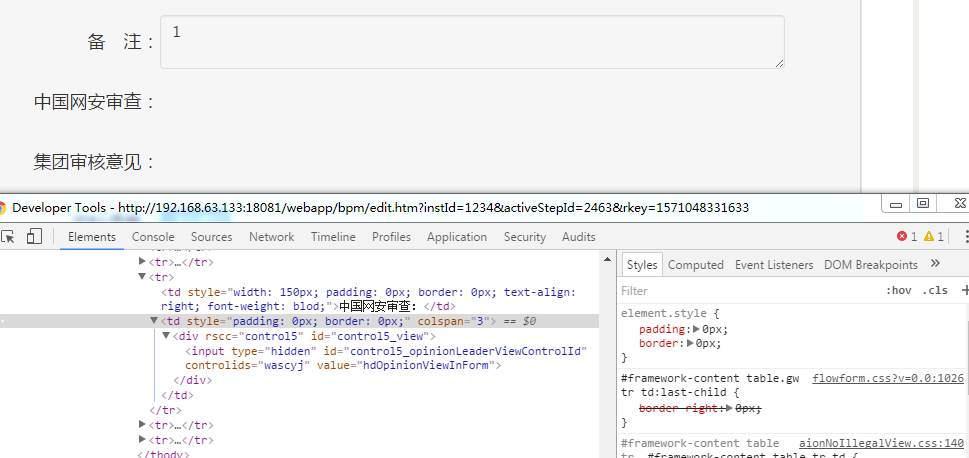 备 注：
1
中国网安审查：
集团审核意见：
Developer Tools - http://192.168.63.133:18081/webapp/bpm/edit.htm?instId=1234&activeStepId=2463&rkey=1571048331633
Elements Console Sources Network Timeline Profiles Application Security Audits 1 1
<tr>…</tr>
<tr>
<td style="width: 150px; padding: 0px; border: 0px; text-align:
right; font-weight: blod;">中国网安审查：</td>
<td style="padding: 0px; border: 0px;" colspan="3"> == $0
<div rscc="control5" id="control5_view">
<input type="hidden" id="control5_opinionLeaderViewControlId"
controlids="wascyj" value="hdOpinionViewInForm">
</div>
</td>
</tr>
<tr>…</tr>
<tr>…</tr>
</tbody>
Styles Computed Event Listeners DOM Breakpoints »
Filter :hov .cls +
element.style {
padding: 0px;
border: 0px;
}
#framework-content table.gw flowform.css?v=0.0:1026
tr td:last-child {
border-right: 0px;
}
#framework-content table aionNoIllegalView.css:140
tr, #framework-content table tr td {